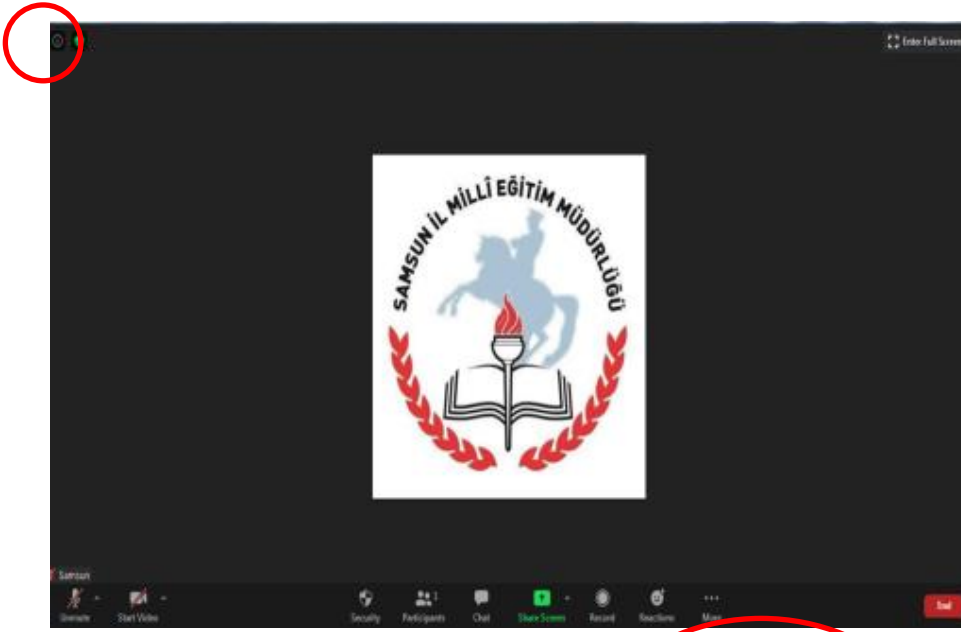 Enter Full Screen
SAMSUN İL MİLLÎ EĞİTİM MÜDÜRLÜĞÜ
Samsun
Unmute
Start Video
Security
Participants
1
Chat
Share Screen
Record
Reactions
More
End